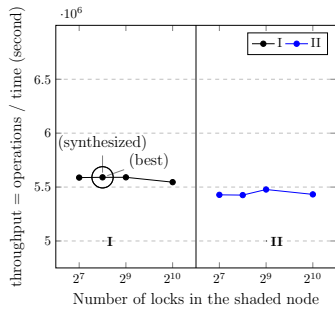 ·10⁶
I II
6.5
6
5.5
5
throughput = operations / time (second)
(synthesized)
(best)
I
II
2⁷ 2⁹ 2¹⁰ 2⁷ 2⁹ 2¹⁰
Number of locks in the shaded node